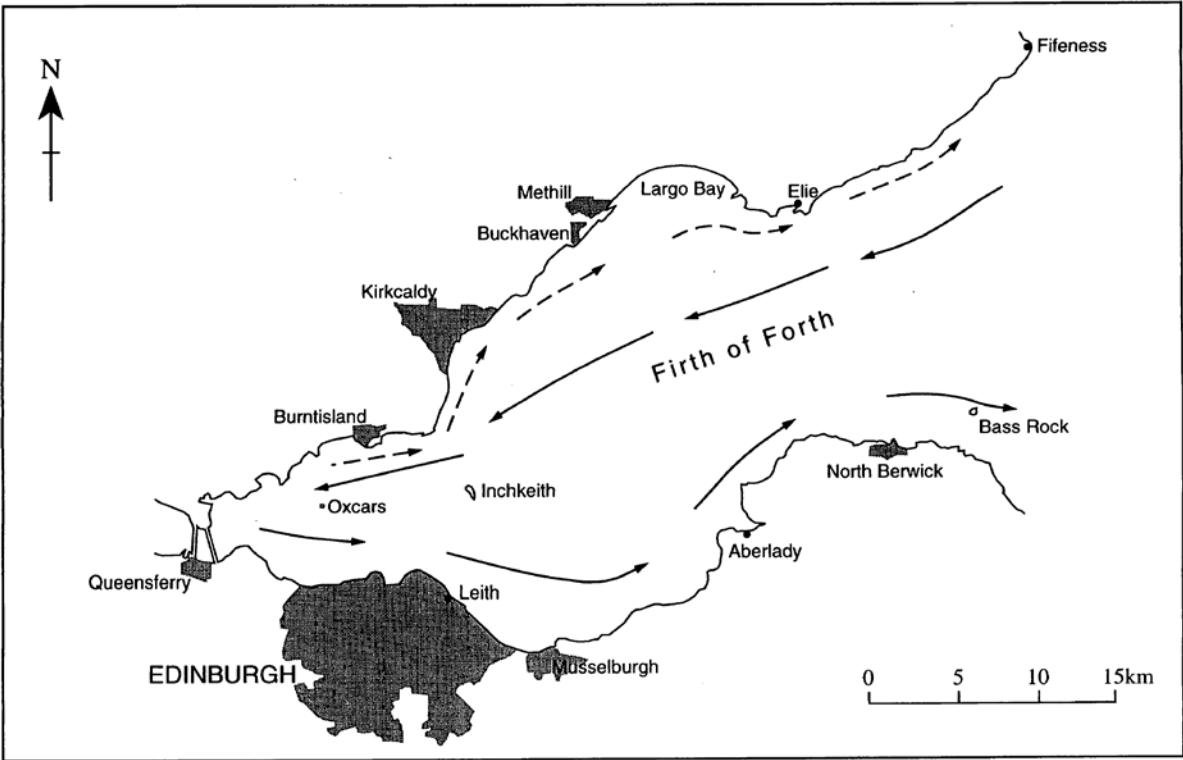 N
Fifeness
Methill
Largo Bay
Elie
Buckhaven
Kirkcaldy
Firth of Forth
Burntisland
Bass Rock
North Berwick
Inchkeith
Oxcars
Aberlady
Queensferry
Leith
EDINBURGH
Musselburgh
0 5 10 15km